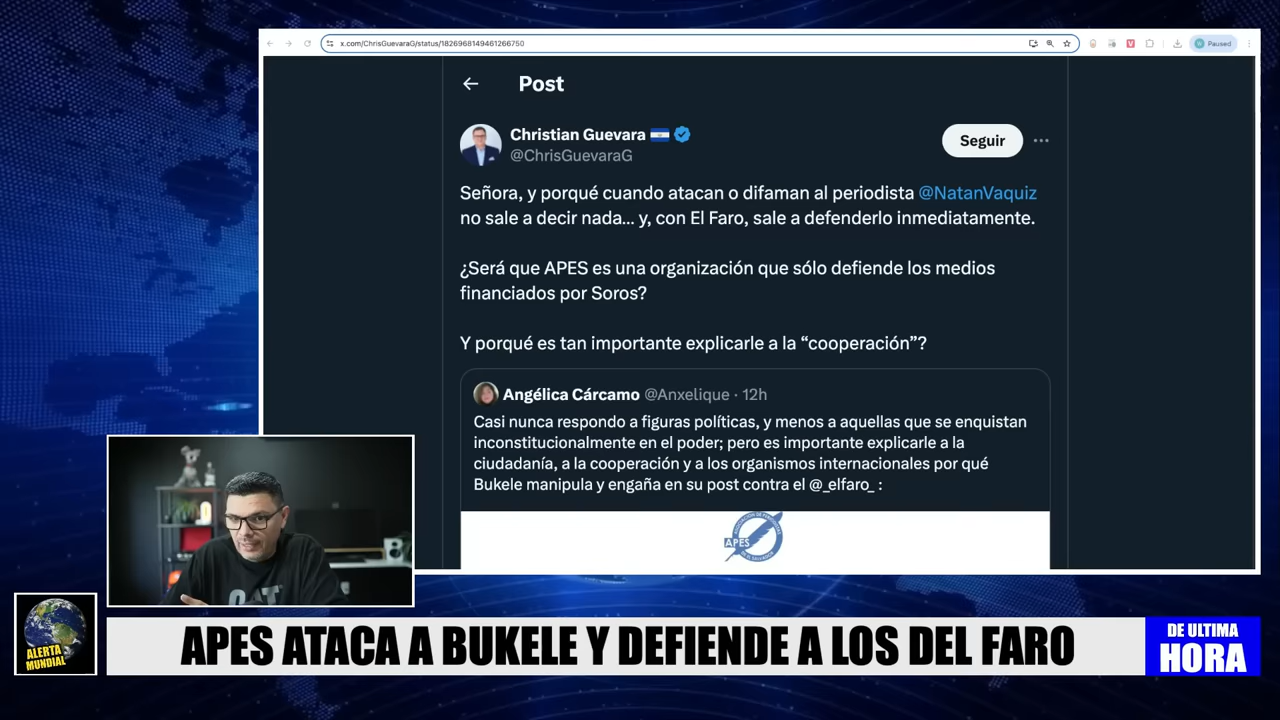 x.com/ChrisGuevaraG/status/1826968149461266750
Paused
Post
Christian Guevara
@ChrisGuevaraG
Seguir
Señora, y porqué cuando atacan o difaman al periodista @NatanVaquiz
no sale a decir nada... y, con El Faro, sale a defenderlo inmediatamente.
¿Será que APES es una organización que sólo defiende los medios
financiados por Soros?
Y porqué es tan importante explicarle a la “cooperación”?
Angélica Cárcamo @Anxelique · 12h
Casi nunca respondo a figuras políticas, y menos a aquellas que se enquistan
inconstitucionalmente en el poder; pero es importante explicarle a la
ciudadanía, a la cooperación y a los organismos internacionales por qué
Bukele manipula y engaña en su post contra el @_elfaro_ :
APES
CAT
ALERTA
MUNDIAL
APES ATACA A BUKELE Y DEFIENDE A LOS DEL FARO
DE ULTIMA
HORA